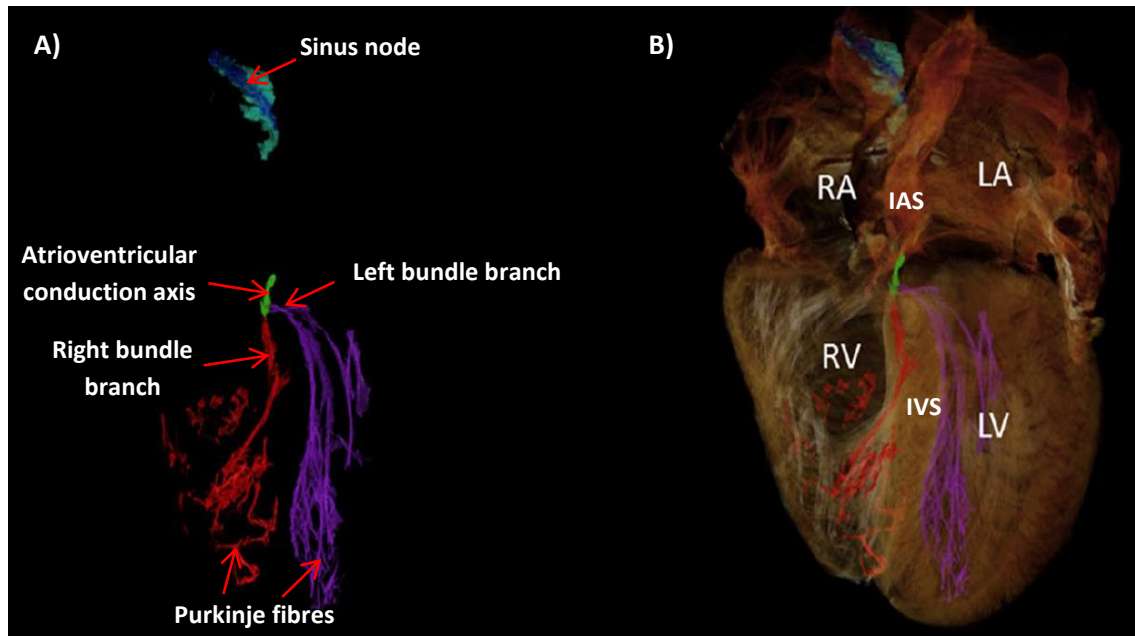 A)
Sinus node
Atrioventricular
conduction axis
Left bundle branch
Right bundle
branch
Purkinje fibres
B)
RA
LA
IAS
RV
IVS
LV